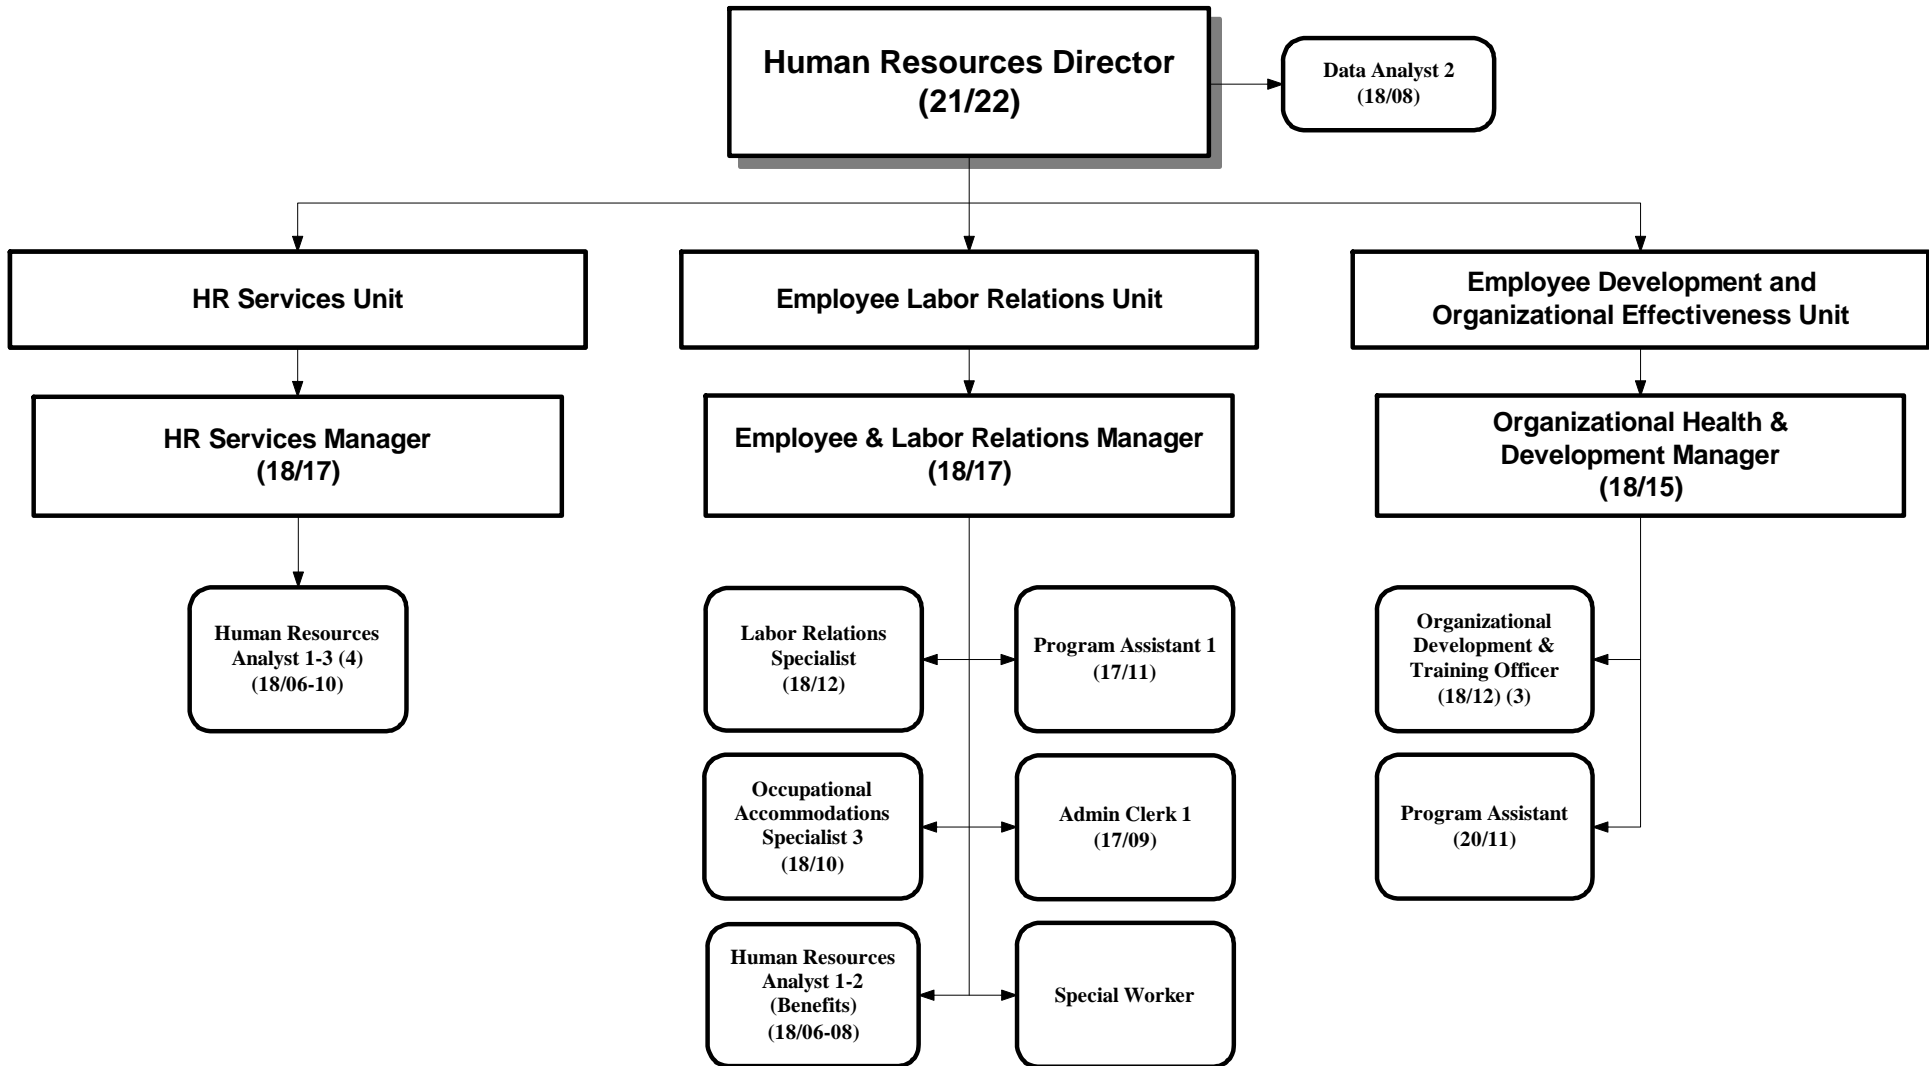 Human Resources Director
(21/22)
Data Analyst 2
(18/08)
HR Services Unit
Employee Labor Relations Unit
Employee Development and
Organizational Effectiveness Unit
HR Services Manager
(18/17)
Employee & Labor Relations Manager
(18/17)
Organizational Health &
Development Manager
(18/15)
Human Resources
Analyst 1-3 (4)
(18/06-10)
Labor Relations
Specialist
(18/12)
Program Assistant 1
(17/11)
Organizational
Development &
Training Officer
(18/12) (3)
Occupational
Accommodations
Specialist 3
(18/10)
Admin Clerk 1
(17/09)
Program Assistant
(20/11)
Human Resources
Analyst 1-2
(Benefits)
(18/06-08)
Special Worker